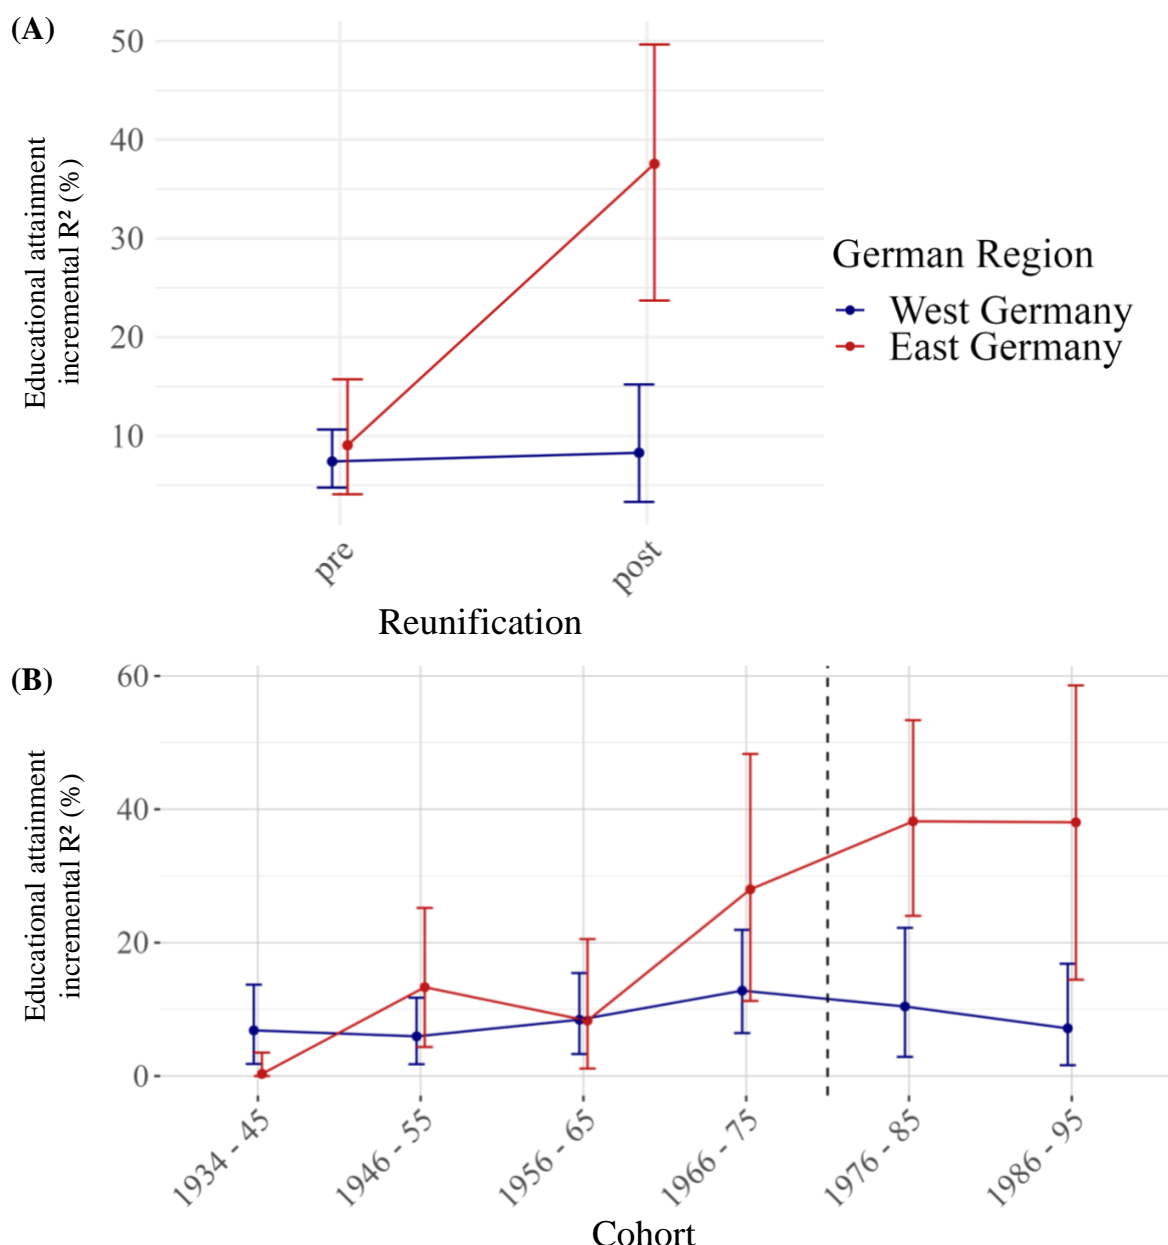 (A)
Educational attainment
incremental R² (%)
50
40
30
20
10
pre
post
Reunification
German Region
West Germany
East Germany
(B)
Educational attainment
incremental R² (%)
60
40
20
0
1934 - 45
1946 - 55
1956 - 65
1966 - 75
1976 - 85
1986 - 95
Cohort